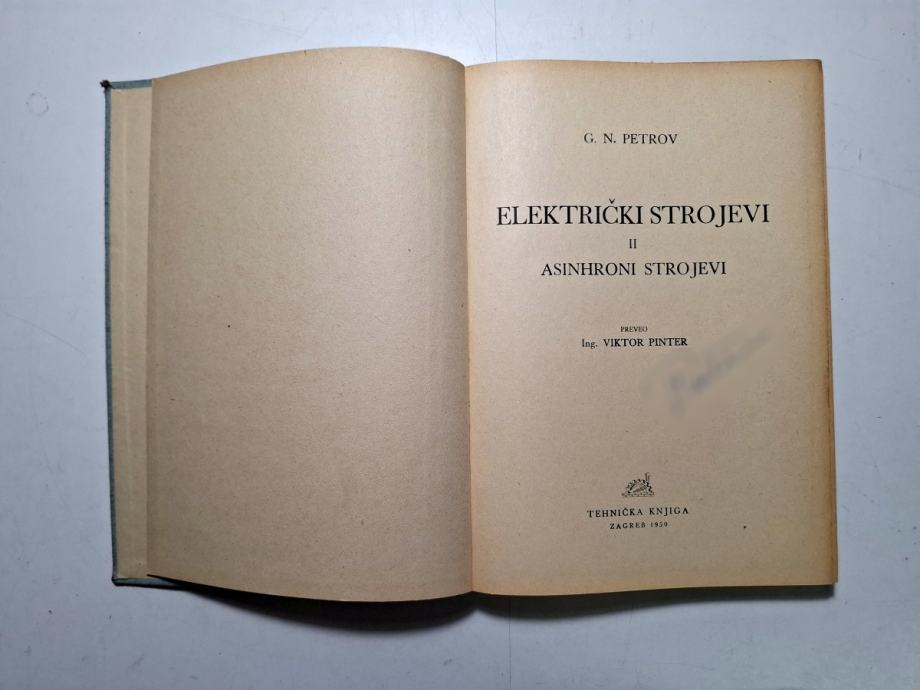 G. N. PETROV
ELEKTRIČKI STROJEVI
II
ASINHRONI STROJEVI
PREVEO
Ing. VIKTOR PINTER
TEHNIČKA KNJIGA
ZAGREB 1950